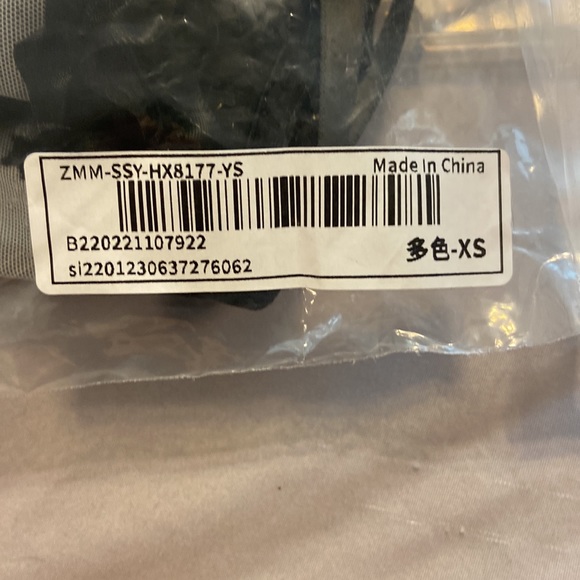 ZMM-SSY-HX8177-YS Made In China
B220221107922
si2201230637276062
多色-XS